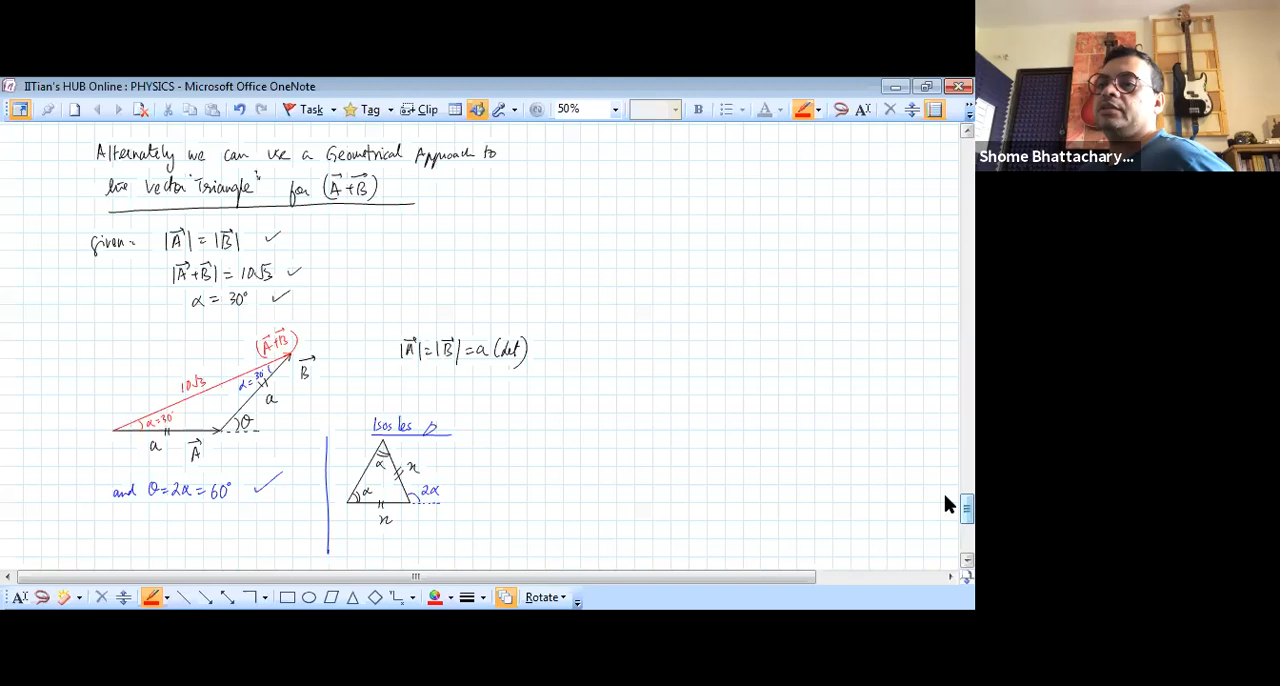 IITian's HUB Online : PHYSICS - Microsoft Office OneNote
Task Tag Clip 50% B A A
Shome Bhattachary...
Alternately we can use a Geometrical Approach to
the vector "Triangle" for (A⃗+B⃗)
given: |A⃗| = |B⃗| ✓
|A⃗+B⃗| = 10√3 ✓
α = 30° ✓
(A⃗+B⃗)
|A⃗|=|B⃗|=a (let)
B⃗
10√3
α=30°
a
α=30°
θ
a
A⃗
Isosles △
α
x
α
2α
x
and θ=2α=60° ✓
A Rotate